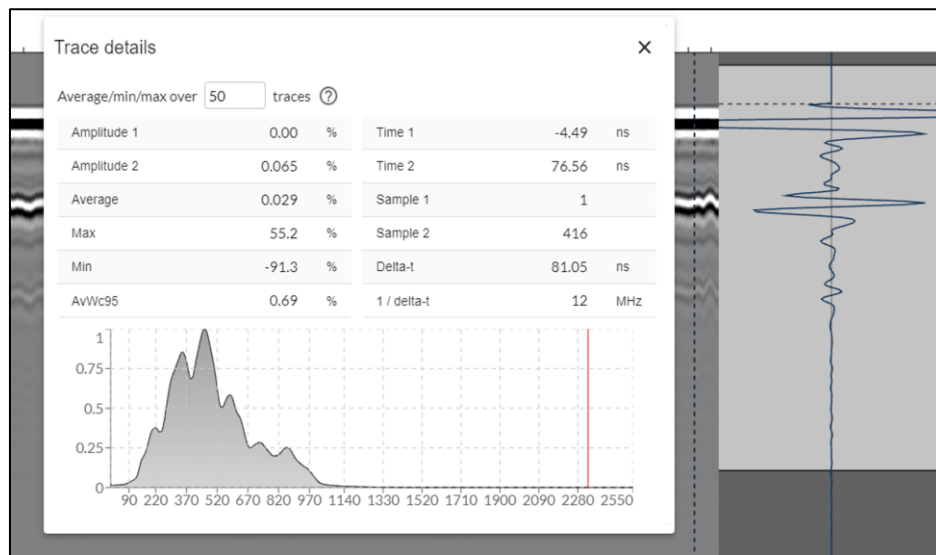 Trace details
Average/min/max over 50 traces ?
Amplitude 1 0.00 % Time 1 -4.49 ns
Amplitude 2 0.065 % Time 2 76.56 ns
Average 0.029 % Sample 1 1
Max 55.2 % Sample 2 416
Min -91.3 % Delta-t 81.05 ns
AvWc95 0.69 % 1 / delta-t 12 MHz
1
0.75
0.5
0.25
0
90 220 370 520 670 820 970 1140 1330 1520 1710 1900 2090 2280 2550